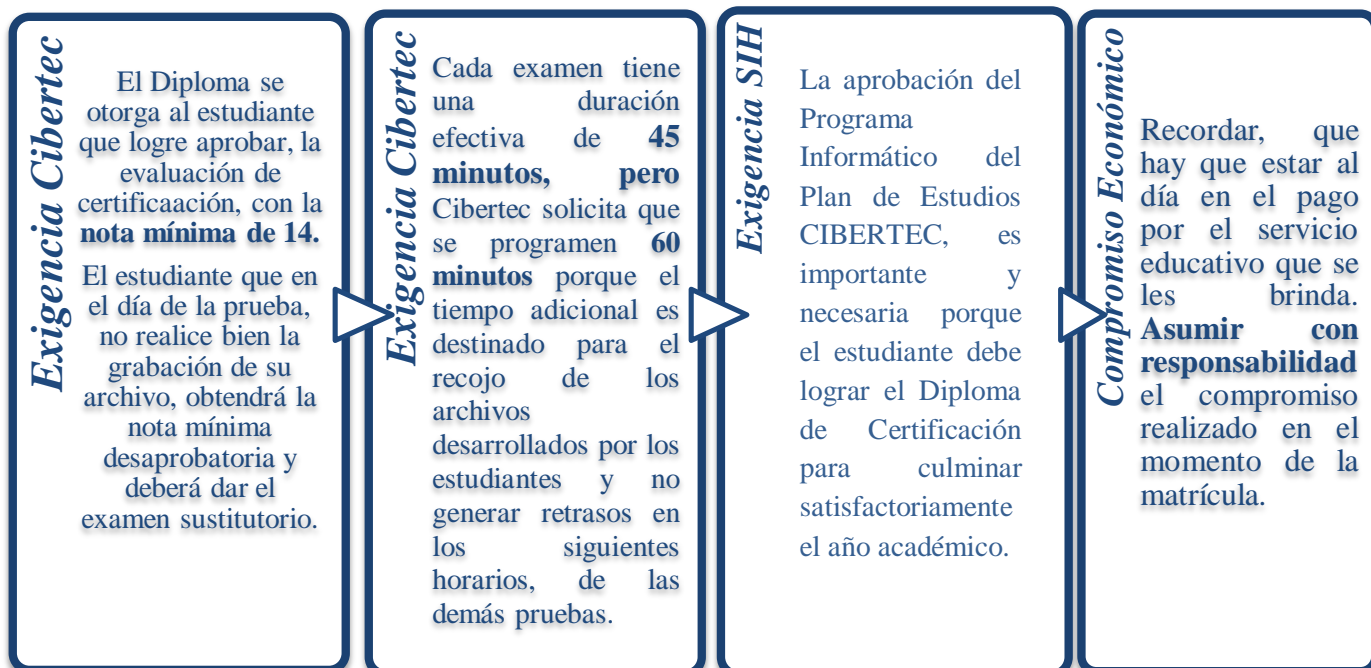 Exigencia Cibertec
El Diploma se
otorga al estudiante
que logre aprobar, la
evaluación de
certificaación, con la
nota mínima de 14.
El estudiante que en
el día de la prueba,
no realice bien la
grabación de su
archivo, obtendrá la
nota mínima
desaprobatoria y
deberá dar el
examen sustitutorio.
Exigencia Cibertec
Cada examen tiene
una duración
efectiva de 45
minutos, pero
Cibertec solicita que
se programen 60
minutos porque el
tiempo adicional es
destinado para el
recojo de los
archivos
desarrollados por los
estudiantes y no
generar retrasos en
los siguientes
horarios, de las
demás pruebas.
Exigencia SIH
La aprobación del
Programa
Informático del
Plan de Estudios
CIBERTEC, es
importante y
necesaria porque
el estudiante debe
lograr el Diploma
de Certificación
para culminar
satisfactoriamente
el año académico.
Compromiso Económico
Recordar, que
hay que estar al
día en el pago
por el servicio
educativo que se
les brinda.
Asumir con
responsabilidad
el compromiso
realizado en el
momento de la
matrícula.